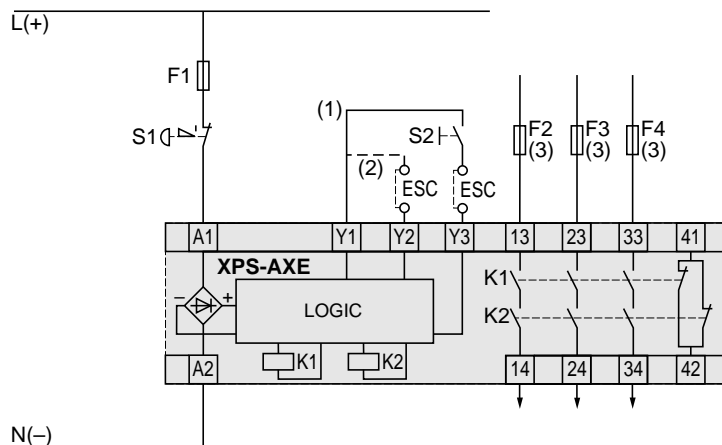 L(+)
F1
S1
(1)
(2)
S2
ESC
ESC
F2
(3)
F3
(3)
F4
(3)
A1
Y1
Y2
Y3
13
23
33
41
XPS-AXE
–
+
LOGIC
K1
K2
K1
K2
A2
14
24
34
42
N(–)